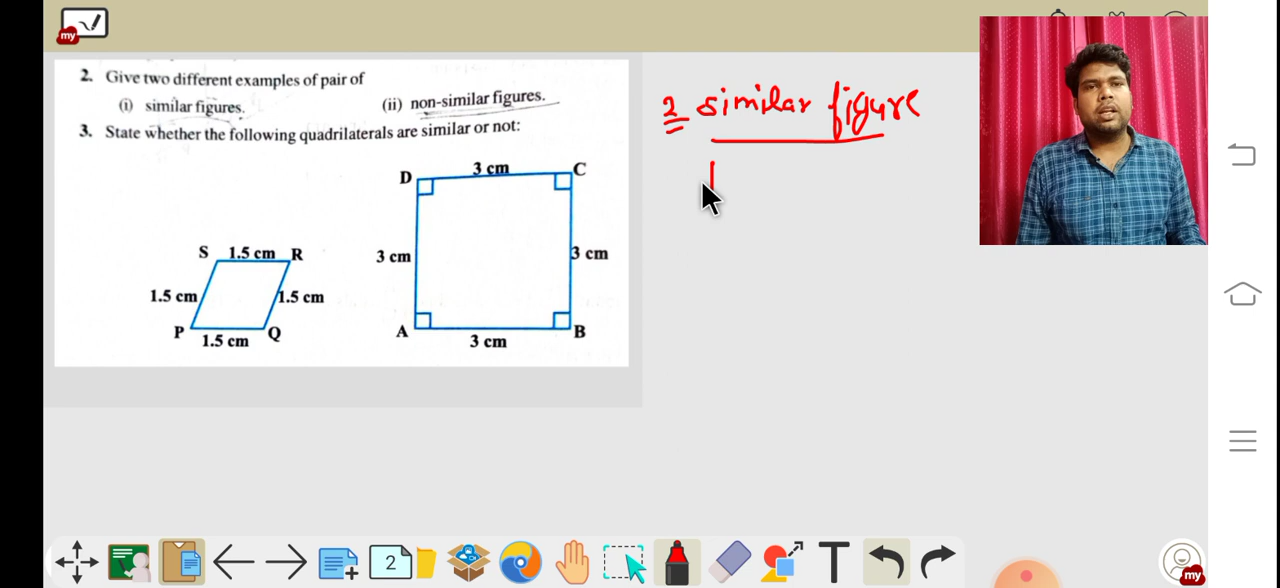 2. Give two different examples of pair of
(i) similar figures. (ii) non-similar figures.
3. State whether the following quadrilaterals are similar or not:
D 3 cm C
S 1.5 cm R
3 cm 3 cm
1.5 cm 1.5 cm
P Q A B
1.5 cm 3 cm
2 similar figure
my
2
T
my